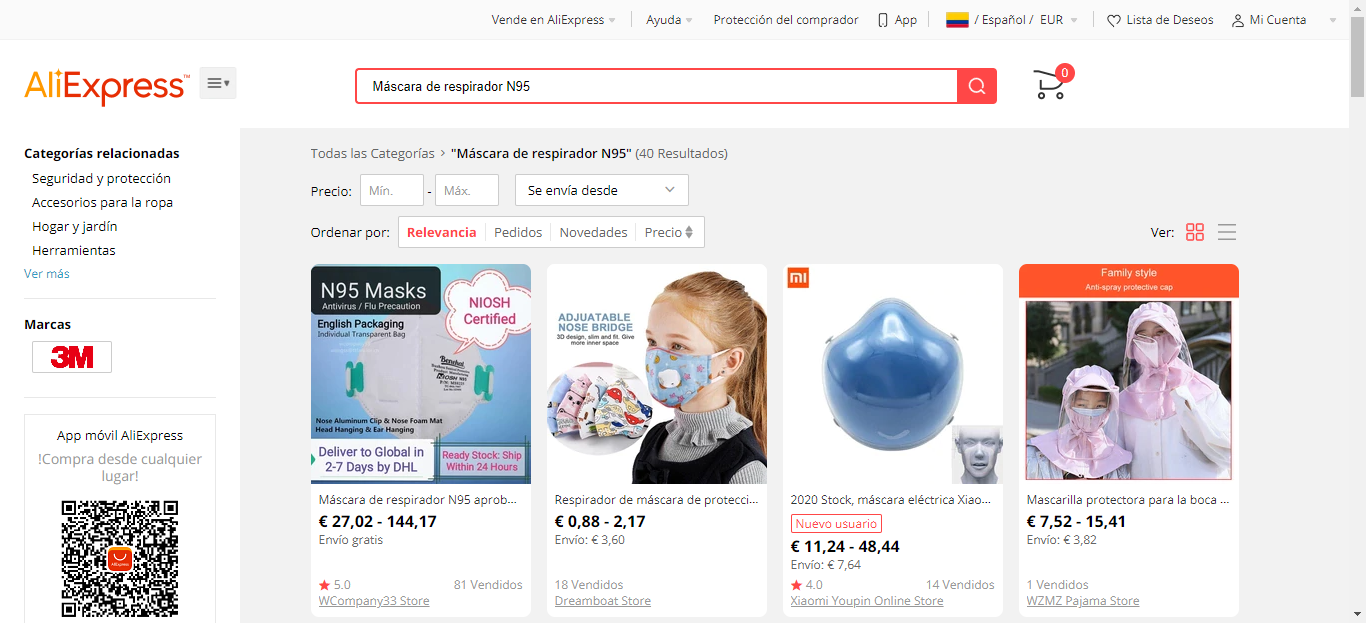 Vende en AliExpress
Ayuda
Protección del comprador
App
/ Español / EUR
Lista de Deseos
Mi Cuenta
AliExpress™
Máscara de respirador N95
0
Categorías relacionadas
Seguridad y protección
Accesorios para la ropa
Hogar y jardín
Herramientas
Ver más
Marcas
3M
App móvil AliExpress
!Compra desde cualquier
lugar!
AliExpress
Todas las Categorías > "Máscara de respirador N95" (40 Resultados)
Precio: Mín. - Máx. Se envía desde
Ordenar por: Relevancia Pedidos Novedades Precio
Ver:
N95 Masks
Antivirus / Flu Precaution
NIOSH
Certified
English Packaging
Individual Transparent Bag
Benehal
NIOSH N95
Nose Aluminum Clip & Nose Foam Mat
Head Hanging & Ear Hanging
Deliver to Global in
2-7 Days by DHL
Ready Stock: Ship
Within 24 Hours
Máscara de respirador N95 aprob...
€ 27,02 - 144,17
Envío gratis
5.0
81 Vendidos
WCompany33 Store
ADJUATABLE
NOSE BRIDGE
3D design, slim and fit. Give
more inner space
Respirador de máscara de protecci...
€ 0,88 - 2,17
Envío: € 3,60
18 Vendidos
Dreamboat Store
mi
2020 Stock, máscara eléctrica Xiao...
Nuevo usuario
€ 11,24 - 48,44
Envío: € 7,64
4.0
14 Vendidos
Xiaomi Youpin Online Store
Family style
Anti-spray protective cap
Mascarilla protectora para la boca ...
€ 7,52 - 15,41
Envío: € 3,82
1 Vendidos
WZMZ Pajama Store